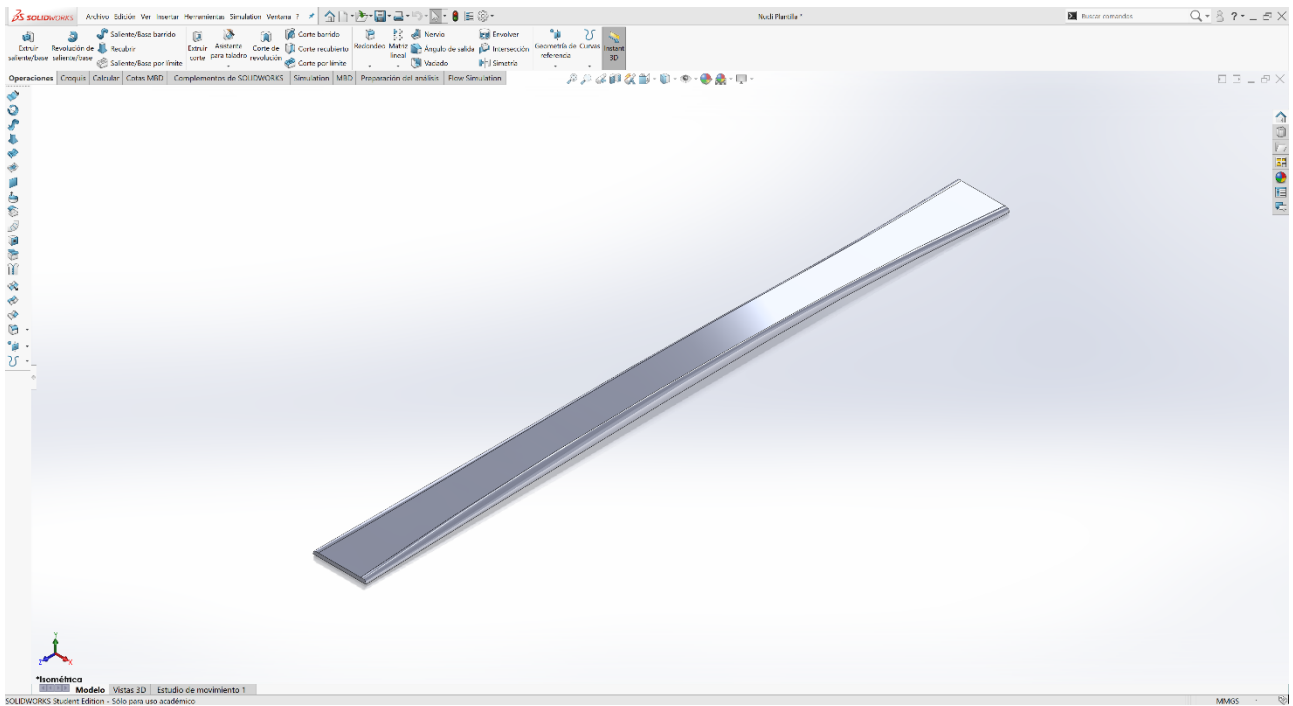 SOLIDWORKS Archivo Edición Ver Insertar Herramientas Simulation Ventana ? Nudi Plantilla * Buscar comandos
Extruir saliente/base
Revolución de saliente/base
Saliente/Base barrido
Recubrir
Saliente/Base por límite
Extruir corte
Asistente para taladro
Corte de revolución
Corte barrido
Corte recubierto
Corte por límite
Redondeo
Matriz lineal
Nervio
Ángulo de salida
Vaciado
Envolver
Intersección
Simetría
Geometría de referencia
Curvas
Instant 3D
Operaciones Croquis Calcular Cotas MBD Complementos de SOLIDWORKS Simulation MBD Preparación del análisis Flow Simulation
Y
Z X
*Isométrica
Modelo Vistas 3D Estudio de movimiento 1
SOLIDWORKS Student Edition - Sólo para uso académico MMGS